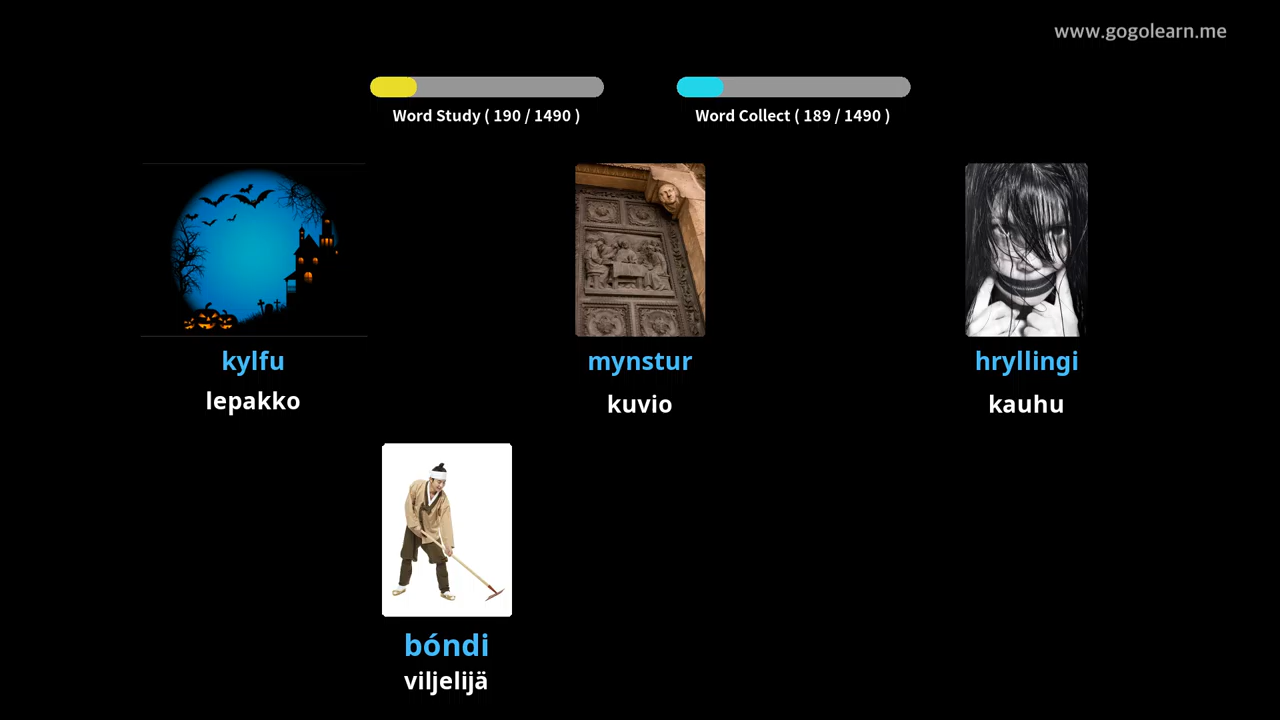 www.gogolearn.me
Word Study ( 190 / 1490 )
Word Collect ( 189 / 1490 )
kylfu
mynstur
hryllingi
lepakko
kuvio
kauhu
bóndi
viljelijä